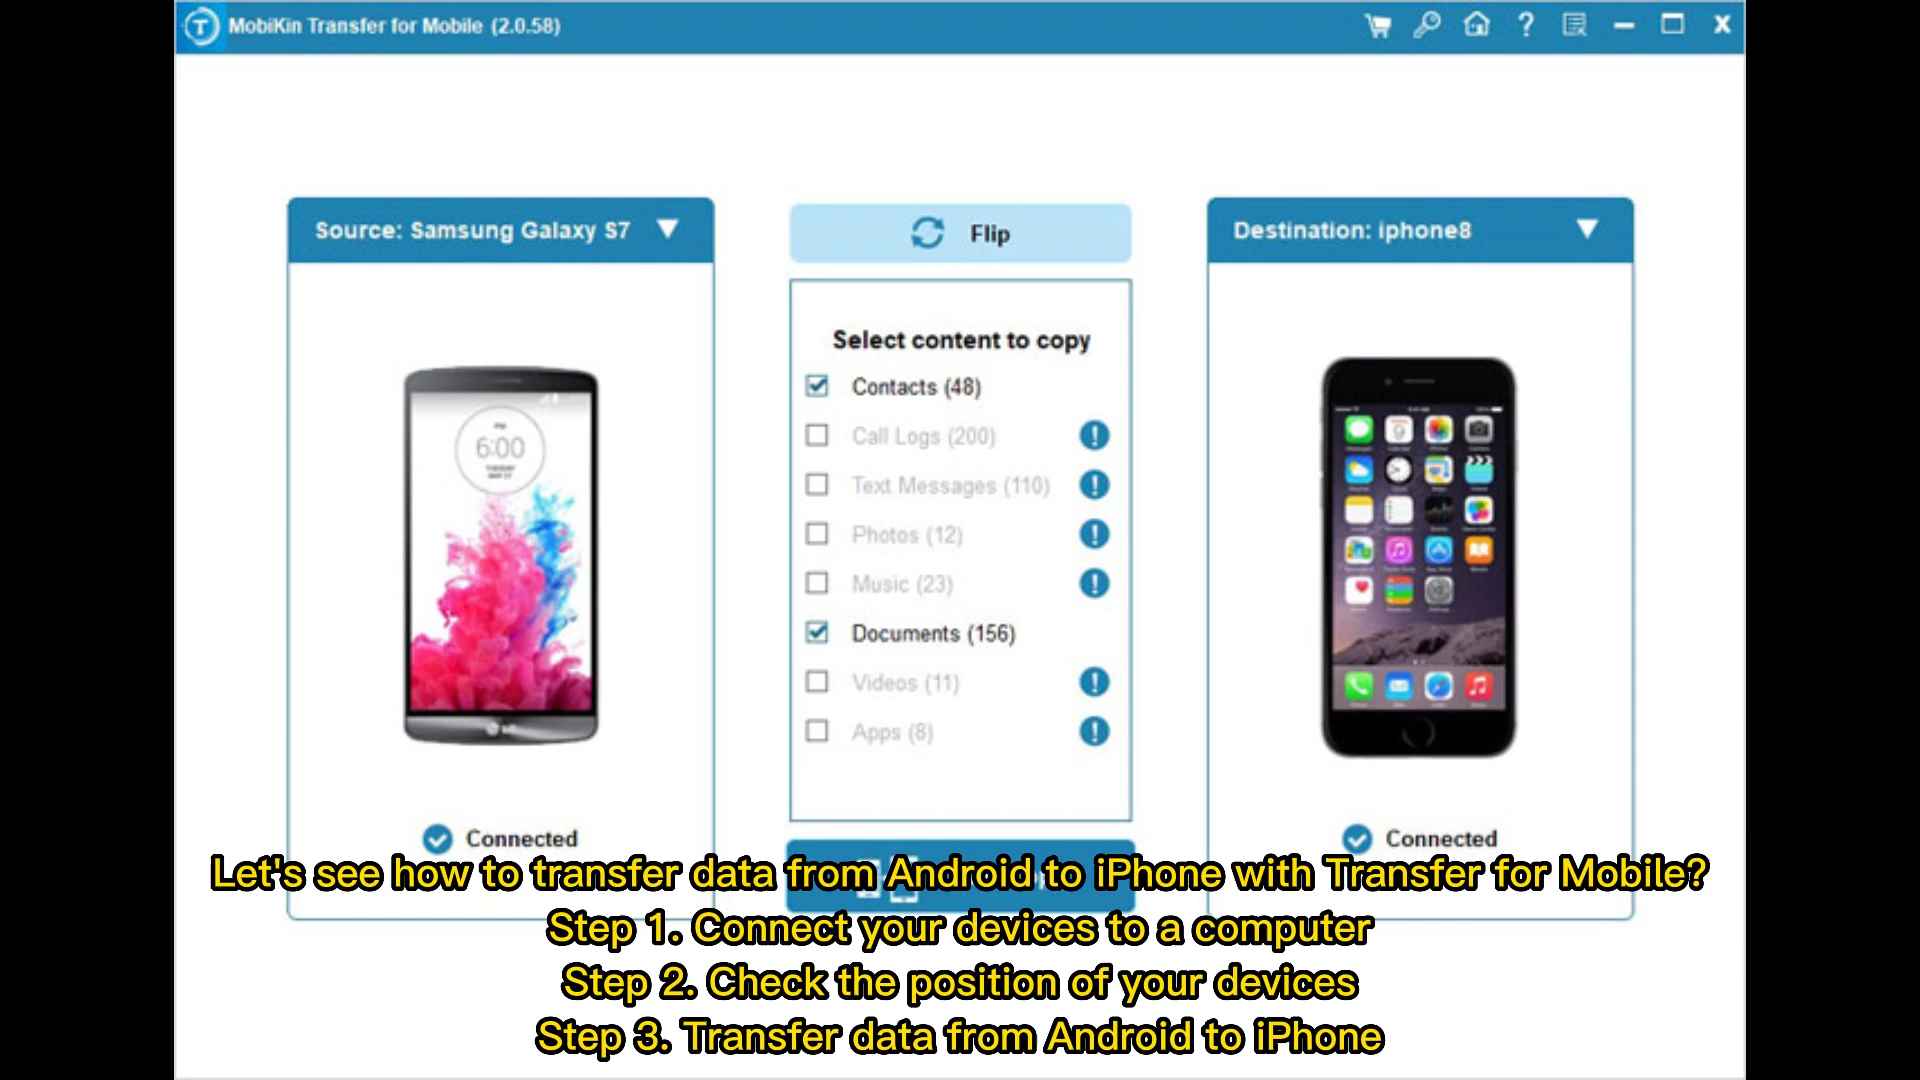 MobiKin Transfer for Mobile (2.0.58)
Source: Samsung Galaxy S7
Flip
Destination: iphone8
Select content to copy
Contacts (48)
Call Logs (200)
Text Messages (110)
Photos (12)
Music (23)
Documents (156)
Videos (11)
Apps (8)
PM
6:00
LG
Connected
Connected
Let's see how to transfer data from Android to iPhone with Transfer for Mobile?
Step 1. Connect your devices to a computer
Step 2. Check the position of your devices
Step 3. Transfer data from Android to iPhone